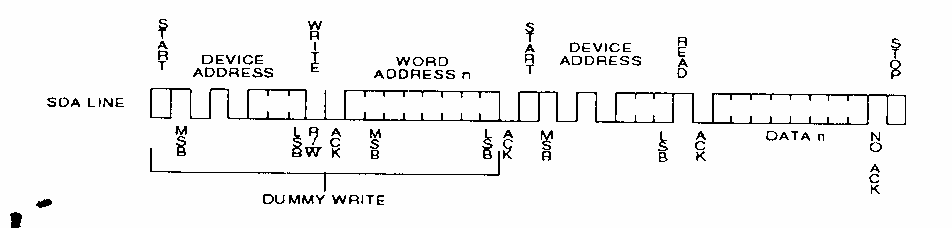 START
DEVICE ADDRESS
WRITE
WORD ADDRESS n
START
DEVICE ADDRESS
READ
STOP
SDA LINE
MSB
LSB
R/W
ACK
MSB
LSB
ACK
MSB
LSB
ACK
DATA n
NO ACK
DUMMY WRITE